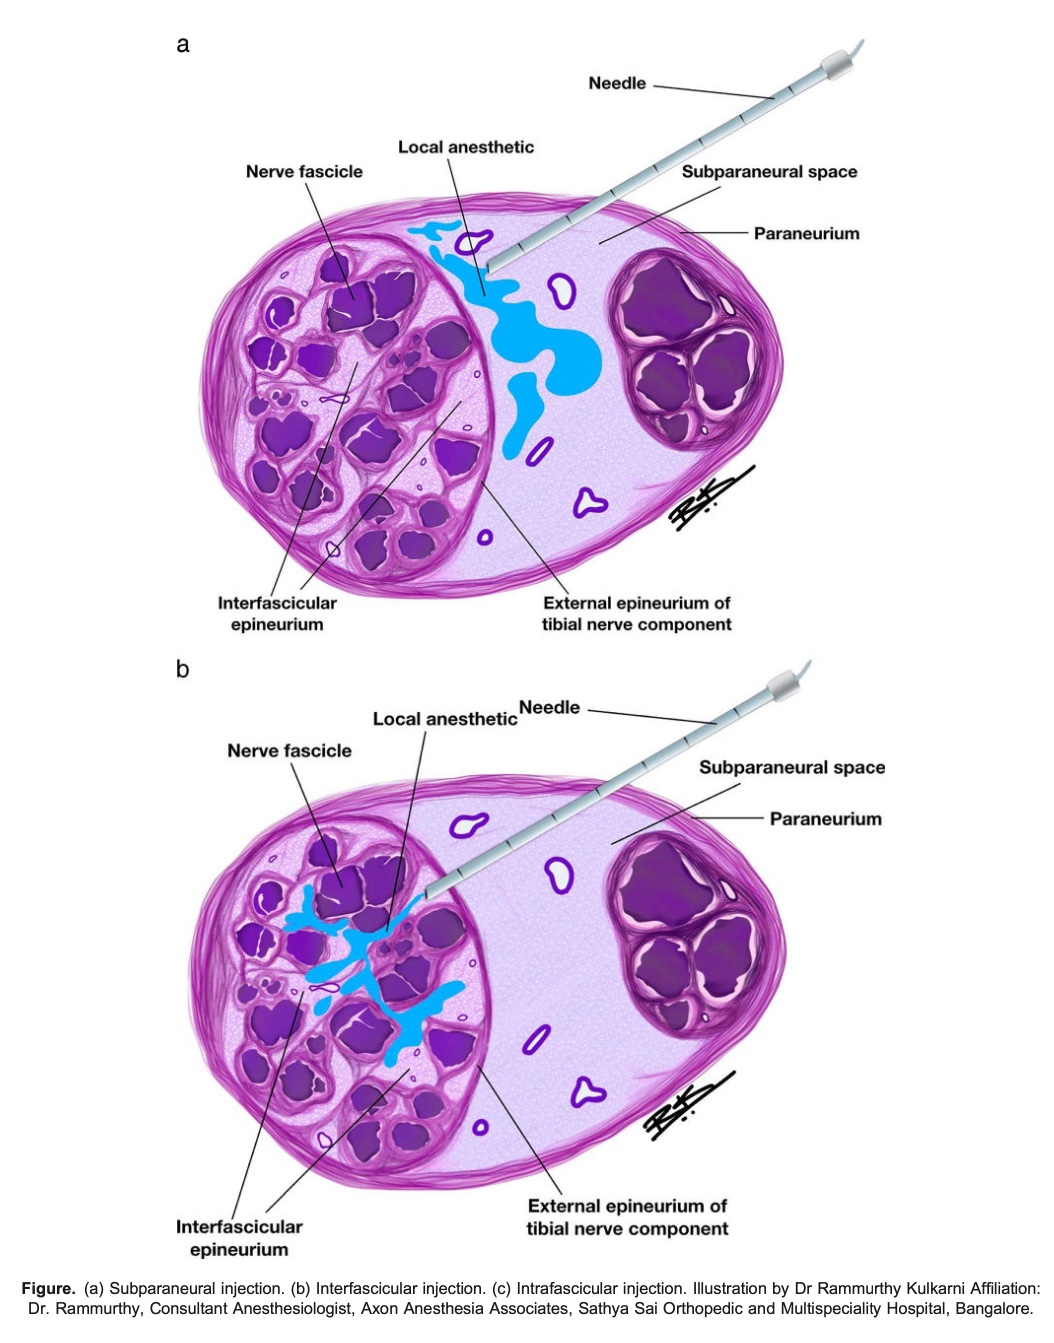 a
Needle
Local anesthetic
Nerve fascicle
Subparaneural space
Paraneurium
Interfascicular
epineurium
External epineurium of
tibial nerve component
b
Needle
Local anesthetic
Nerve fascicle
Subparaneural space
Paraneurium
External epineurium of
tibial nerve component
Interfascicular
epineurium
Figure. (a) Subparaneural injection. (b) Interfascicular injection. (c) Intrafascicular injection. Illustration by Dr Rammurthy Kulkarni Affiliation:
Dr. Rammurthy, Consultant Anesthesiologist, Axon Anesthesia Associates, Sathya Sai Orthopedic and Multispeciality Hospital, Bangalore.